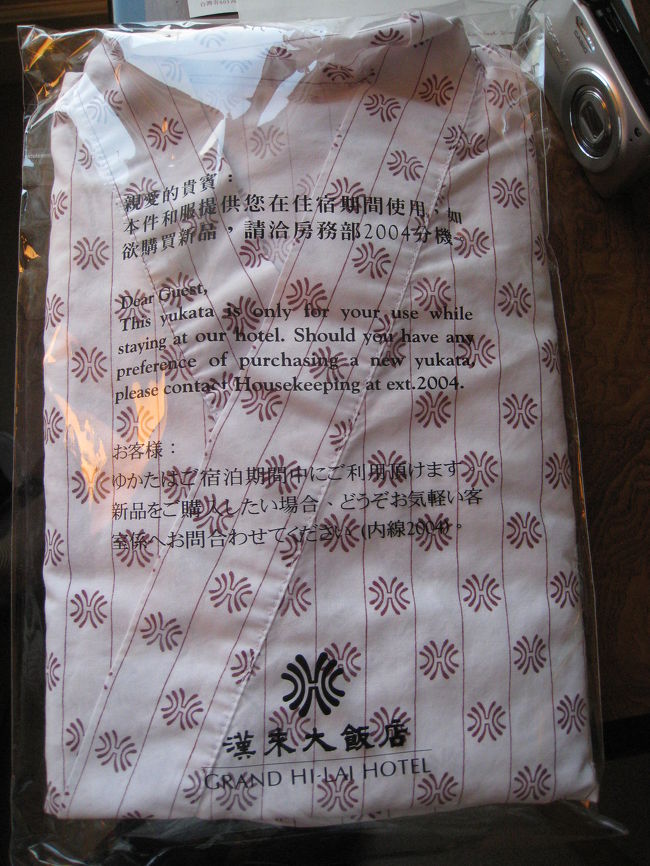 親愛的貴賓：
本件和服提供您在住宿期間使用，如
欲購買新品，請洽房務部2004分機。
Dear Guest,
This yukata is only for your use while
staying at our hotel. Should you have any
preference of purchasing a new yukata,
please contact Housekeeping at ext.2004.
お客様：
ゆかたはご宿泊期間中にご利用頂けます。
新品をご購入したい場合、どうぞお気軽い客
室係へお問合わせてください(内線2004)。
漢來大飯店
GRAND HI-LAI HOTEL